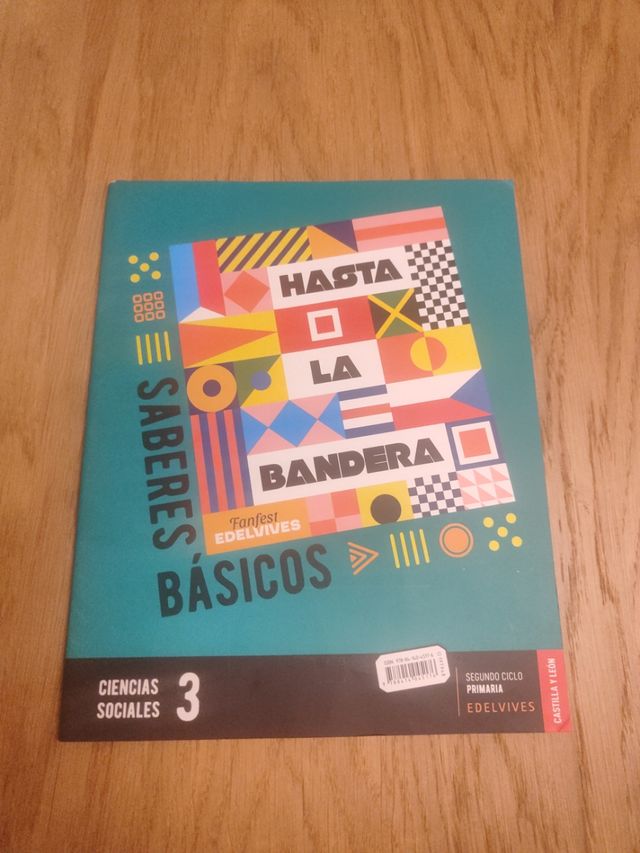 HASTA
LA
BANDERA
Fanfest
EDELVIVES
SABERES
BÁSICOS
CIENCIAS
SOCIALES
3
SEGUNDO CICLO
PRIMARIA
EDELVIVES
CASTILLA Y LEÓN